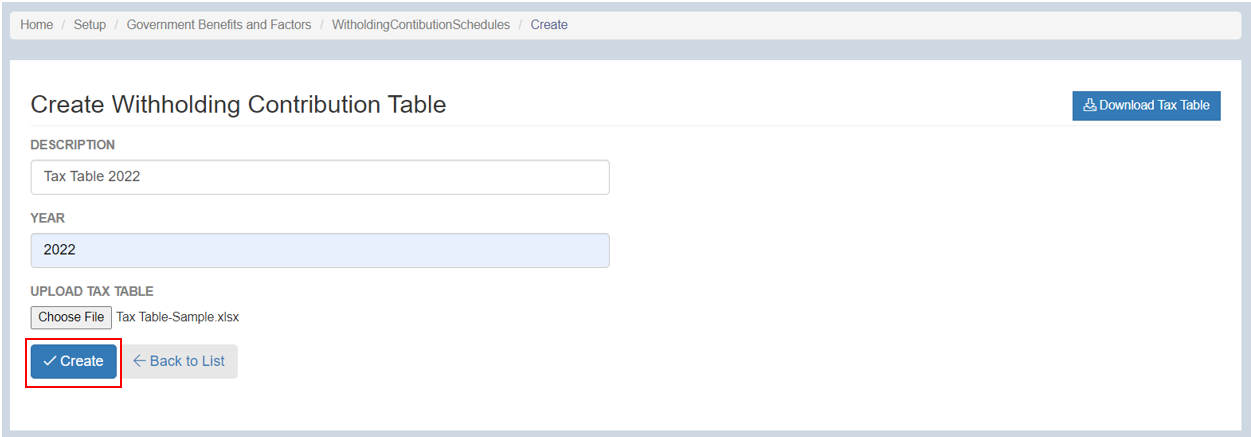 Home / Setup / Government Benefits and Factors / WitholdingContibutionSchedules / Create
Create Withholding Contribution Table
Download Tax Table
DESCRIPTION
Tax Table 2022
YEAR
2022
UPLOAD TAX TABLE
Choose File Tax Table-Sample.xlsx
Create
Back to List